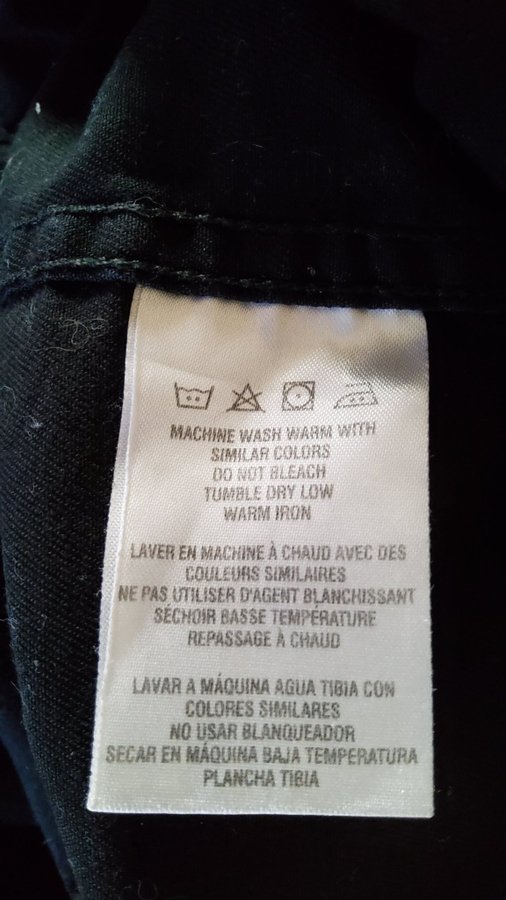 MACHINE WASH WARM WITH
SIMILAR COLORS
DO NOT BLEACH
TUMBLE DRY LOW
WARM IRON
LAVER EN MACHINE À CHAUD AVEC DES
COULEURS SIMILAIRES
NE PAS UTILISER D'AGENT BLANCHISSANT
SÉCHOIR BASSE TEMPÉRATURE
REPASSAGE À CHAUD
LAVAR A MÁQUINA AGUA TIBIA CON
COLORES SIMILARES
NO USAR BLANQUEADOR
SECAR EN MÁQUINA BAJA TEMPERATURA
PLANCHA TIBIA